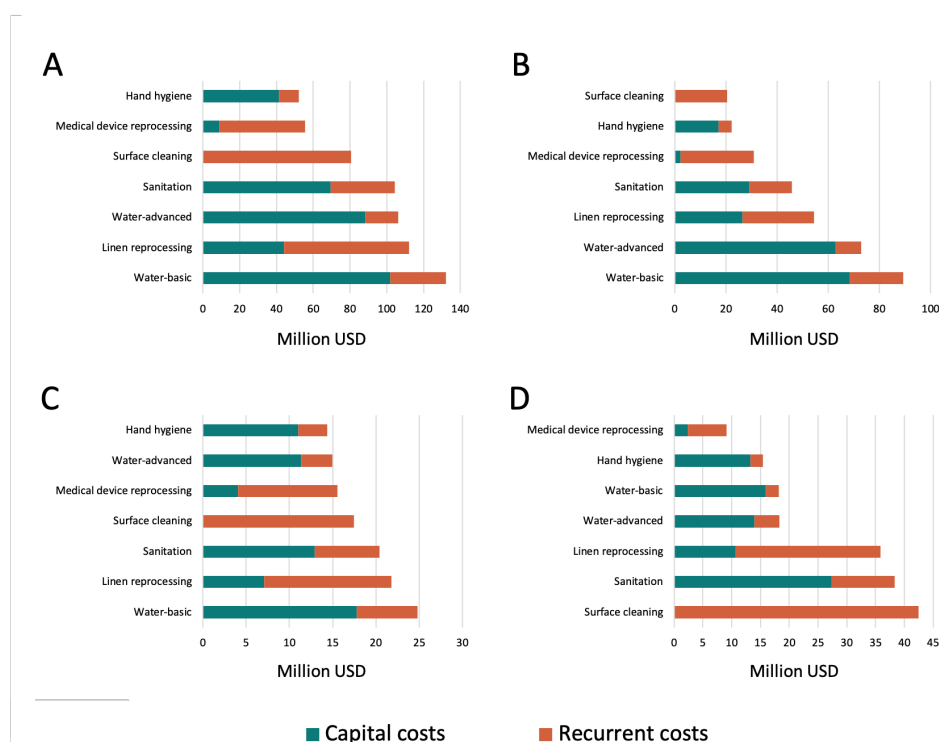 A
Hand hygiene
Medical device reprocessing
Surface cleaning
Sanitation
Water-advanced
Linen reprocessing
Water-basic
0 20 40 60 80 100 120 140
Million USD
B
Surface cleaning
Hand hygiene
Medical device reprocessing
Sanitation
Linen reprocessing
Water-advanced
Water-basic
0 20 40 60 80 100
Million USD
C
Hand hygiene
Water-advanced
Medical device reprocessing
Surface cleaning
Sanitation
Linen reprocessing
Water-basic
0 5 10 15 20 25 30
Million USD
D
Medical device reprocessing
Hand hygiene
Water-basic
Water-advanced
Linen reprocessing
Sanitation
Surface cleaning
0 5 10 15 20 25 30 35 40 45
Million USD
Capital costs Recurrent costs